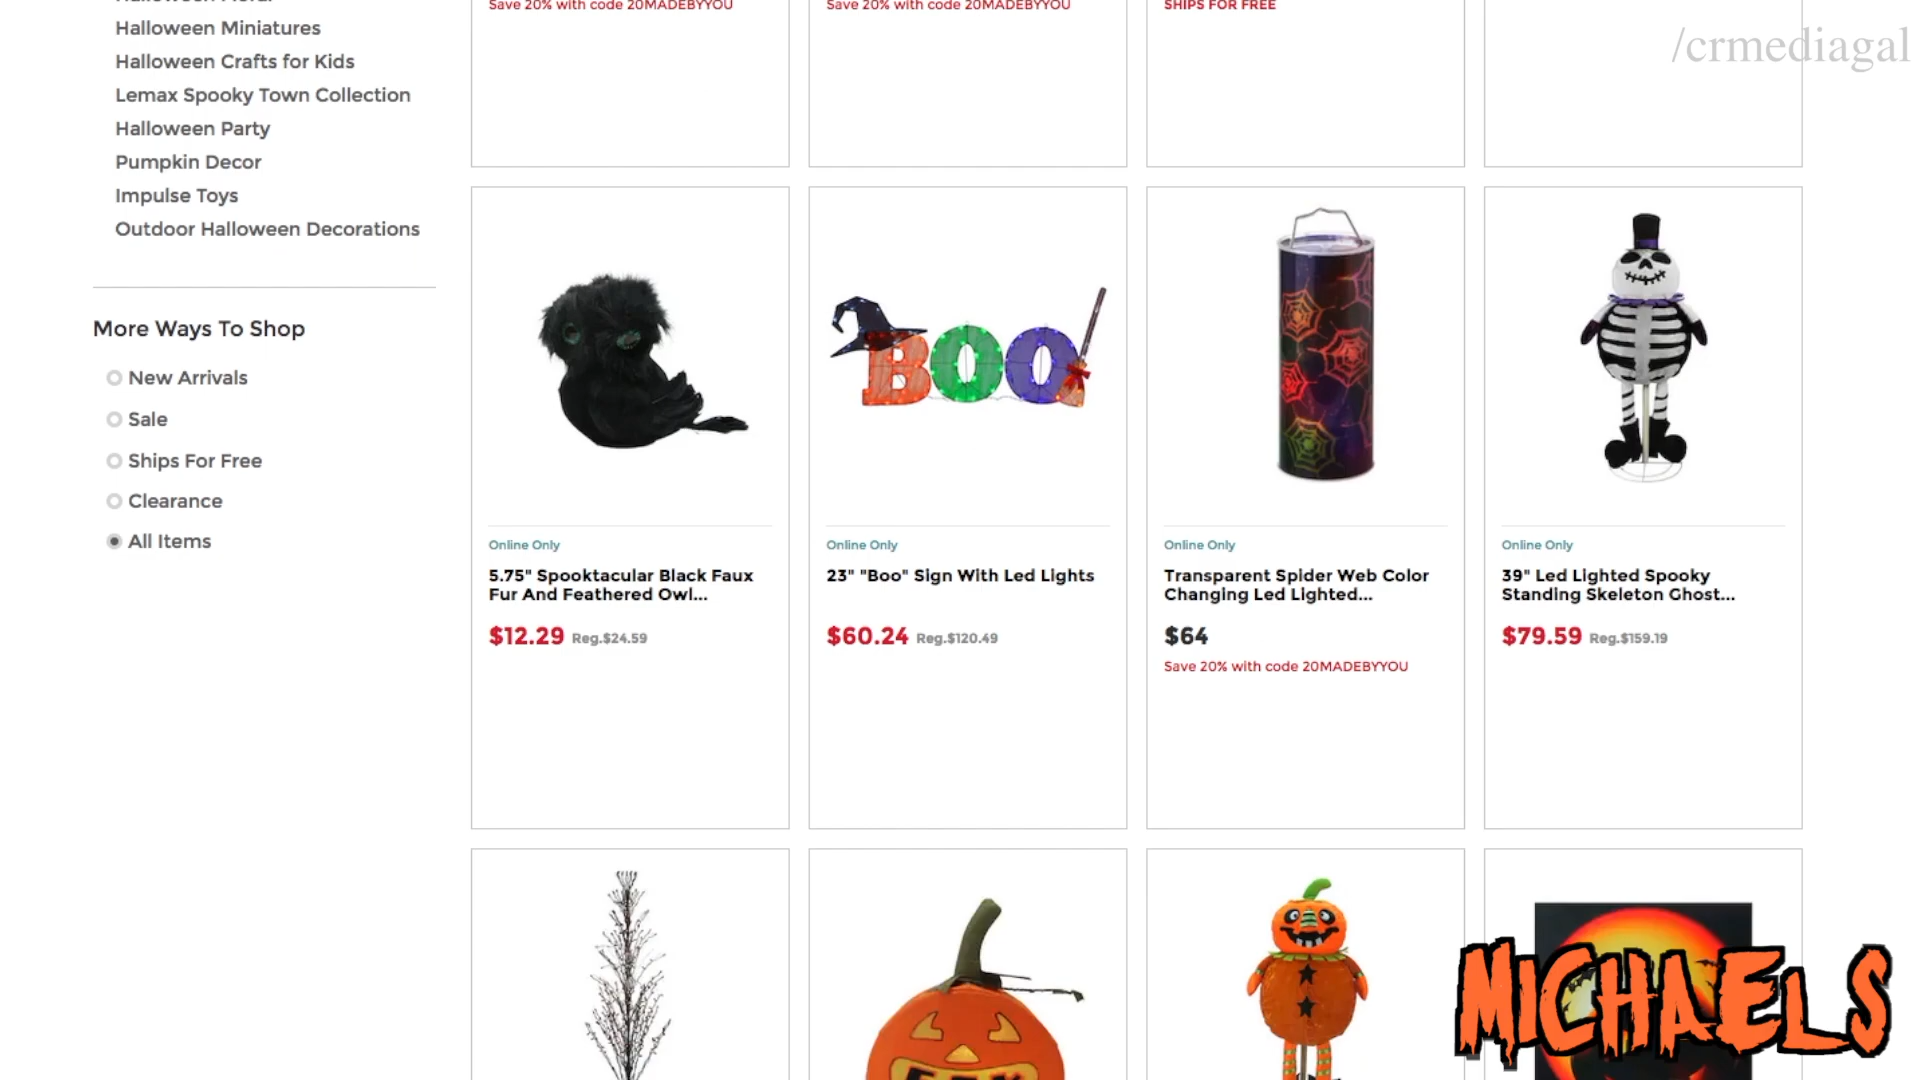 Halloween Floral
Halloween Miniatures
Halloween Crafts for Kids
Lemax Spooky Town Collection
Halloween Party
Pumpkin Decor
Impulse Toys
Outdoor Halloween Decorations
More Ways To Shop
New Arrivals
Sale
Ships For Free
Clearance
All Items
Save 20% with code 20MADEBYYOU
Save 20% with code 20MADEBYYOU
SHIPS FOR FREE
/crmediagal
BOO
Online Only
5.75" Spooktacular Black Faux
Fur And Feathered Owl...
$12.29 Reg.$24.59
Online Only
23" "Boo" Sign With Led Lights
$60.24 Reg.$120.49
Online Only
Transparent Spider Web Color
Changing Led Lighted...
$64
Save 20% with code 20MADEBYYOU
Online Only
39" Led Lighted Spooky
Standing Skeleton Ghost...
$79.59 Reg.$159.19
MICHAELS